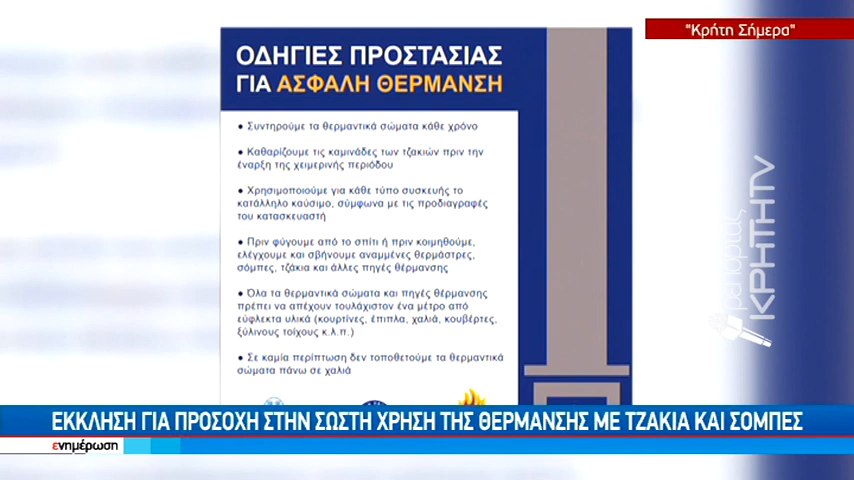 "Κρήτη Σήμερα"
ΟΔΗΓΙΕΣ ΠΡΟΣΤΑΣΙΑΣ
ΓΙΑ ΑΣΦΑΛΗ ΘΕΡΜΑΝΣΗ
● Συντηρούμε τα θερμαντικά σώματα κάθε χρόνο
● Καθαρίζουμε τις καμινάδες των τζακιών πριν την
έναρξη της χειμερινής περιόδου
● Χρησιμοποιούμε για κάθε τύπο συσκευής το
κατάλληλο καύσιμο, σύμφωνα με τις προδιαγραφές
του κατασκευαστή
● Πριν φύγουμε από το σπίτι ή πριν κοιμηθούμε,
ελέγχουμε και σβήνουμε αναμμένες θερμάστρες,
σόμπες, τζάκια και άλλες πηγές θέρμανσης
● Όλα τα θερμαντικά σώματα και πηγές θέρμανσης
πρέπει να απέχουν τουλάχιστον ένα μέτρο από
εύφλεκτα υλικά (κουρτίνες, έπιπλα, χαλιά, κουβέρτες,
ξύλινους τοίχους κ.λ.π.)
● Σε καμία περίπτωση δεν τοποθετούμε τα θερμαντικά
σώματα πάνω σε χαλιά
ρεπόρτας
ΚΡΗΤΗTV
ΕΚΚΛΗΣΗ ΓΙΑ ΠΡΟΣΟΧΗ ΣΤΗΝ ΣΩΣΤΗ ΧΡΗΣΗ ΤΗΣ ΘΕΡΜΑΝΣΗΣ ΜΕ ΤΖΑΚΙΑ ΚΑΙ ΣΟΜΠΕΣ
ενημέρωση